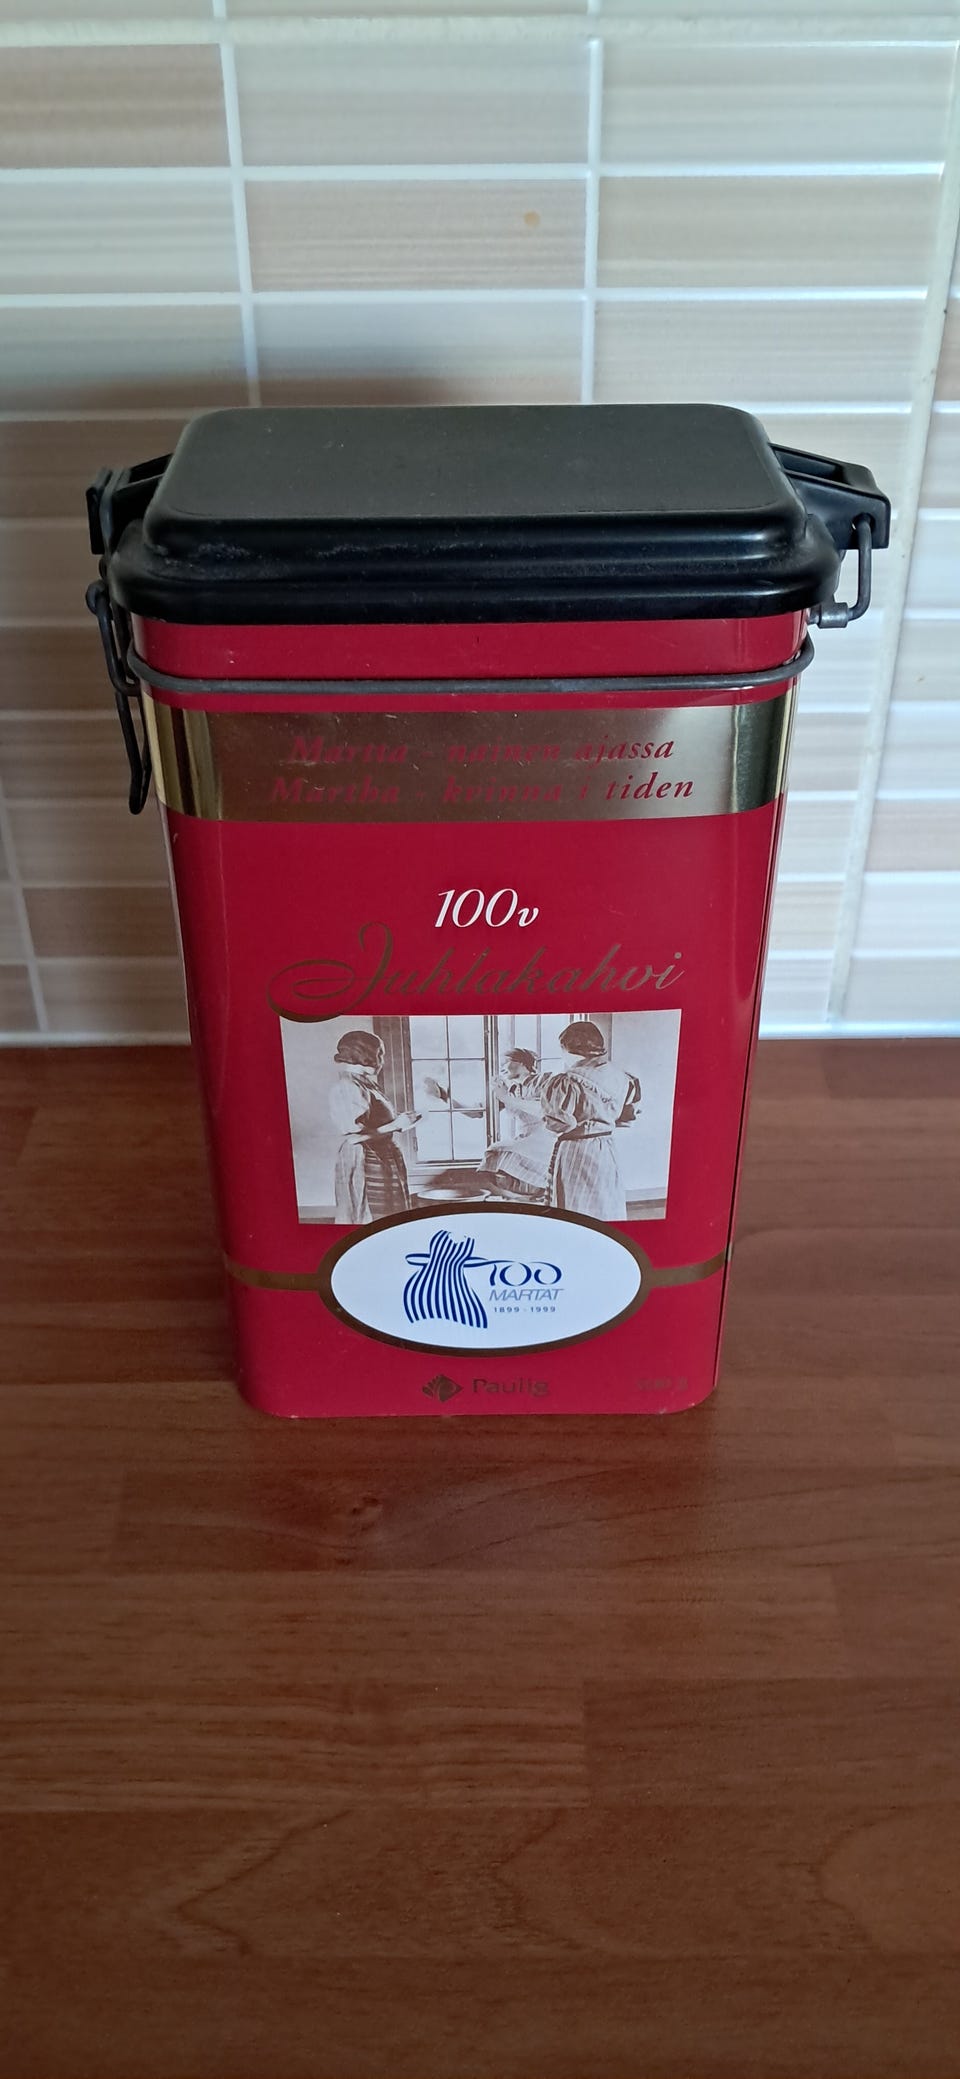 Martta - nainen ajassa
Martha - kvinna i tiden
100v
Juhlakahvi
100
MARTAT
1899 - 1999
Paulig